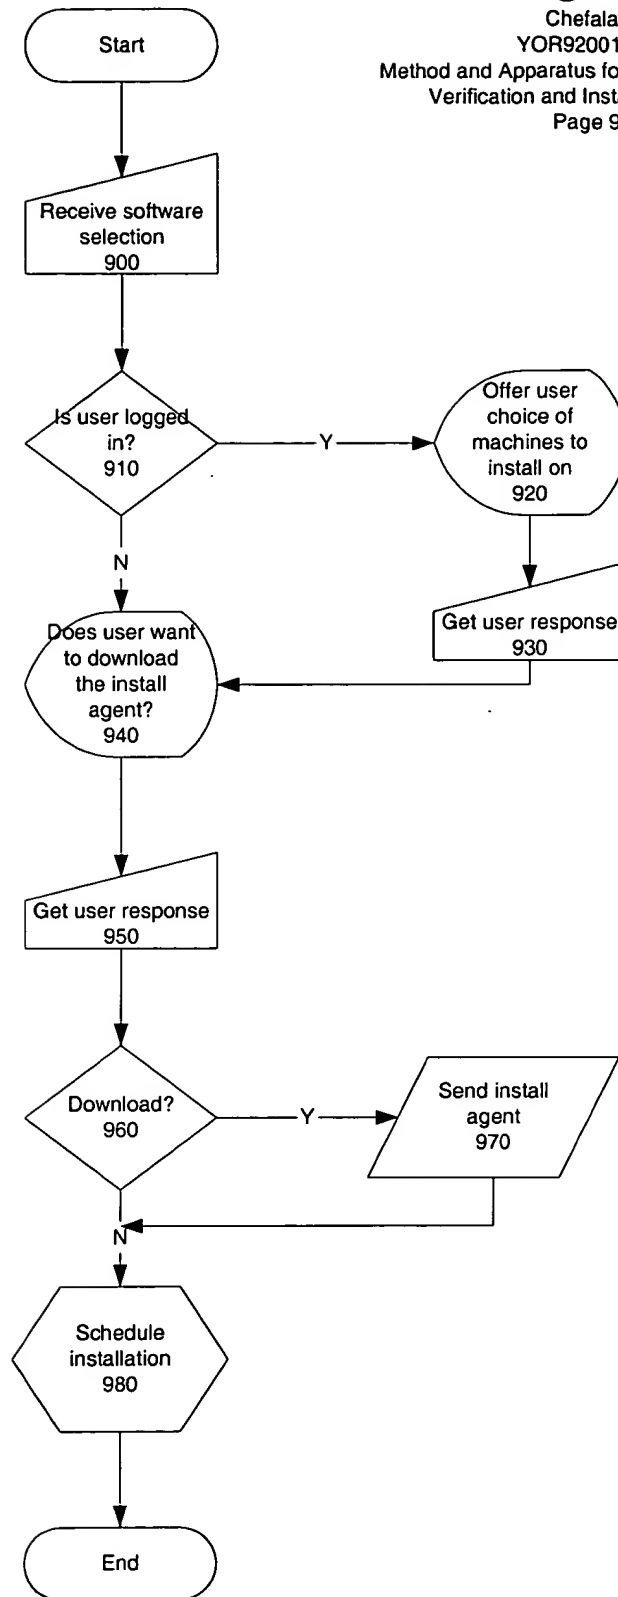 Chefala
YOR92001
Method and Apparatus fo
Verification and Inst
Page 9
Start
Receive software
selection
900
Is user logged
in?
910
Y
Offer user
choice of
machines to
install on
920
N
Get user response
930
Does user want
to download
the install
agent?
940
Get user response
950
Download?
960
Y
Send install
agent
970
N
Schedule
installation
980
End